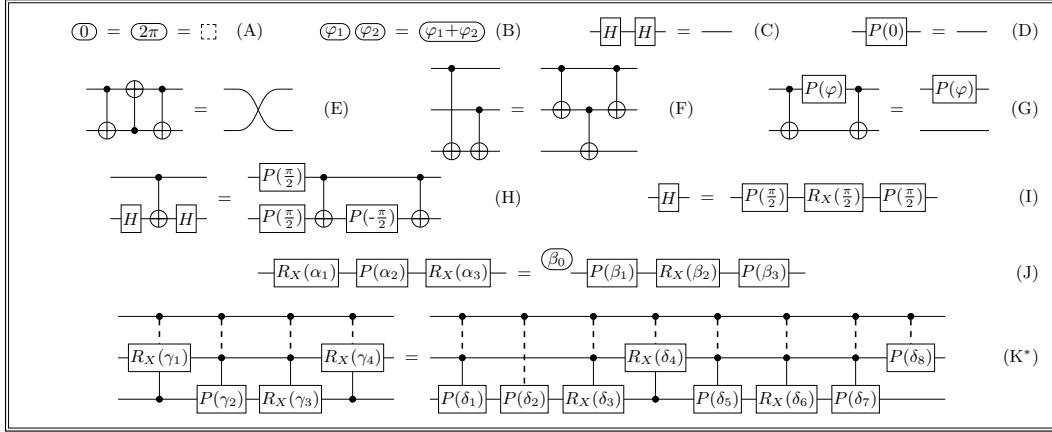 0 = 2π = (A) φ₁ φ₂ = φ₁+φ₂ (B) H H = (C) P(0) = (D)
= (E) = (F) P(φ) = P(φ) (G)
H H = P(π/2) P(π/2) P(-π/2) (H) H = P(π/2) R_X(π/2) P(π/2) (I)
R_X(α₁) P(α₂) R_X(α₃) = β₀ P(β₁) R_X(β₂) P(β₃) (J)
R_X(γ₁) P(γ₂) R_X(γ₃) R_X(γ₄) = P(δ₁) P(δ₂) R_X(δ₃) R_X(δ₄) P(δ₅) R_X(δ₆) P(δ₇) P(δ₈) (K*)